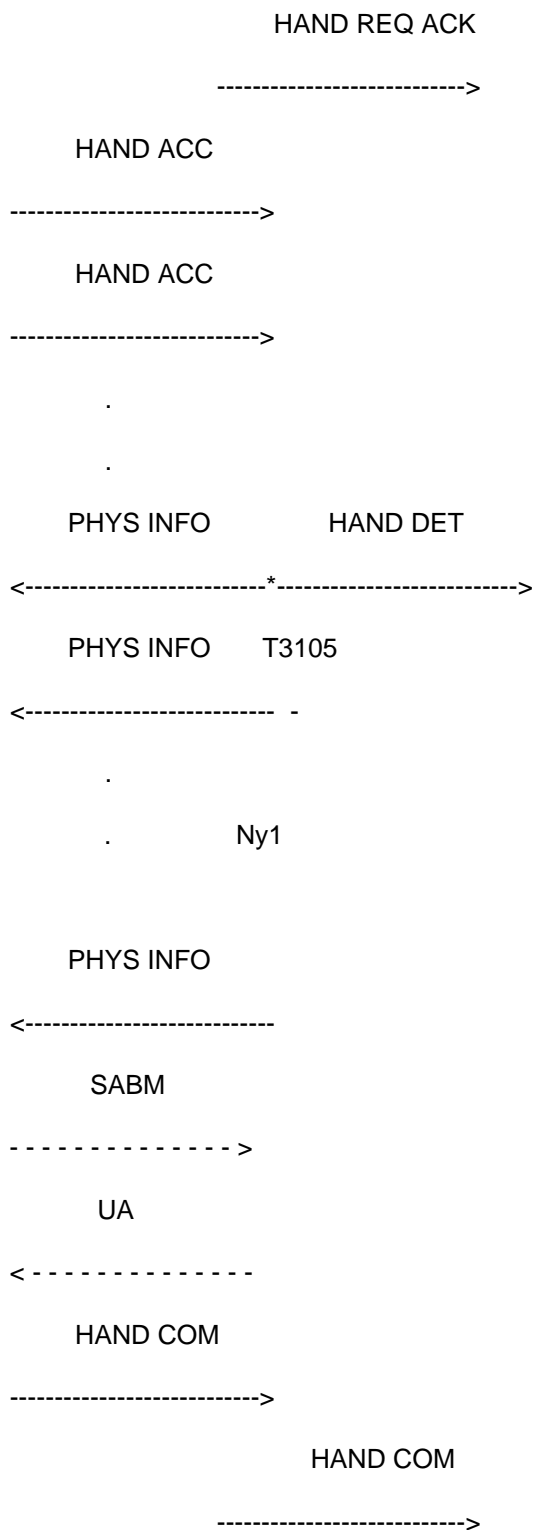 HAND REQ ACK
---------------------------->
HAND ACC
---------------------------->
HAND ACC
---------------------------->
.
.
PHYS INFO HAND DET
<---------------------------*--------------------------->
PHYS INFO T3105
<---------------------------- -
.
. Ny1
PHYS INFO
<----------------------------
SABM
- - - - - - - - - - - - - - >
UA
< - - - - - - - - - - - - - -
HAND COM
---------------------------->
HAND COM
---------------------------->